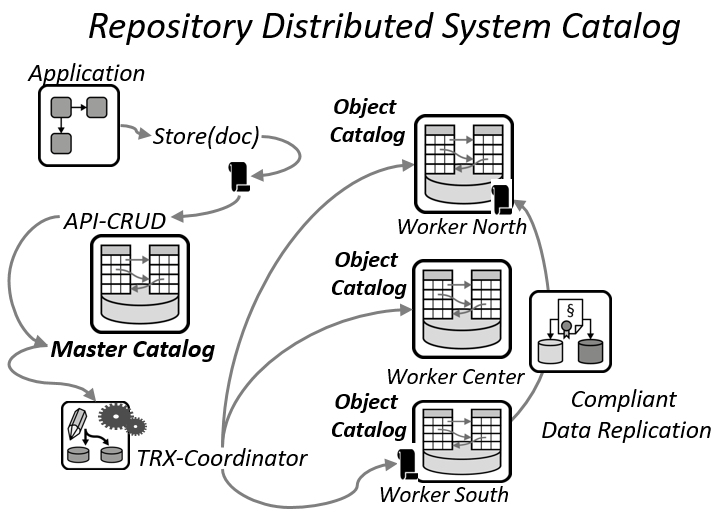 Repository Distributed System Catalog
Application
Store(doc)
API-CRUD
Master Catalog
TRX-Coordinator
Object
Catalog
Worker North
Object
Catalog
Worker Center
Object
Catalog
Worker South
§
Compliant
Data Replication